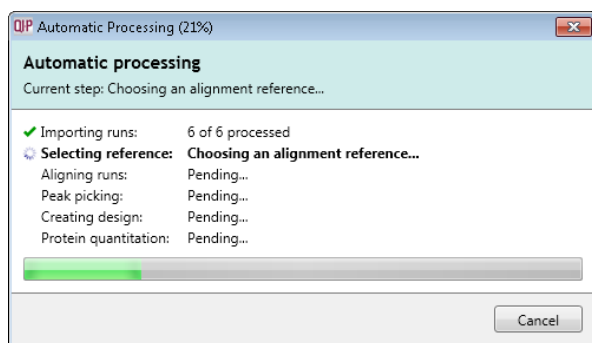 QIP Automatic Processing (21%)
Automatic processing
Current step: Choosing an alignment reference...
Importing runs: 6 of 6 processed
Selecting reference: Choosing an alignment reference...
Aligning runs: Pending...
Peak picking: Pending...
Creating design: Pending...
Protein quantitation: Pending...
Cancel